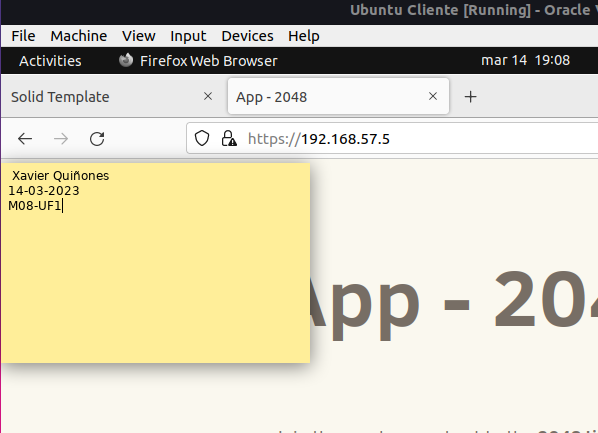 Ubuntu Cliente [Running] - Oracle
File Machine View Input Devices Help
Activities Firefox Web Browser mar 14 19:08
Solid Template App - 2048
https://192.168.57.5
Xavier Quiñones
14-03-2023
M08-UF1
App - 204